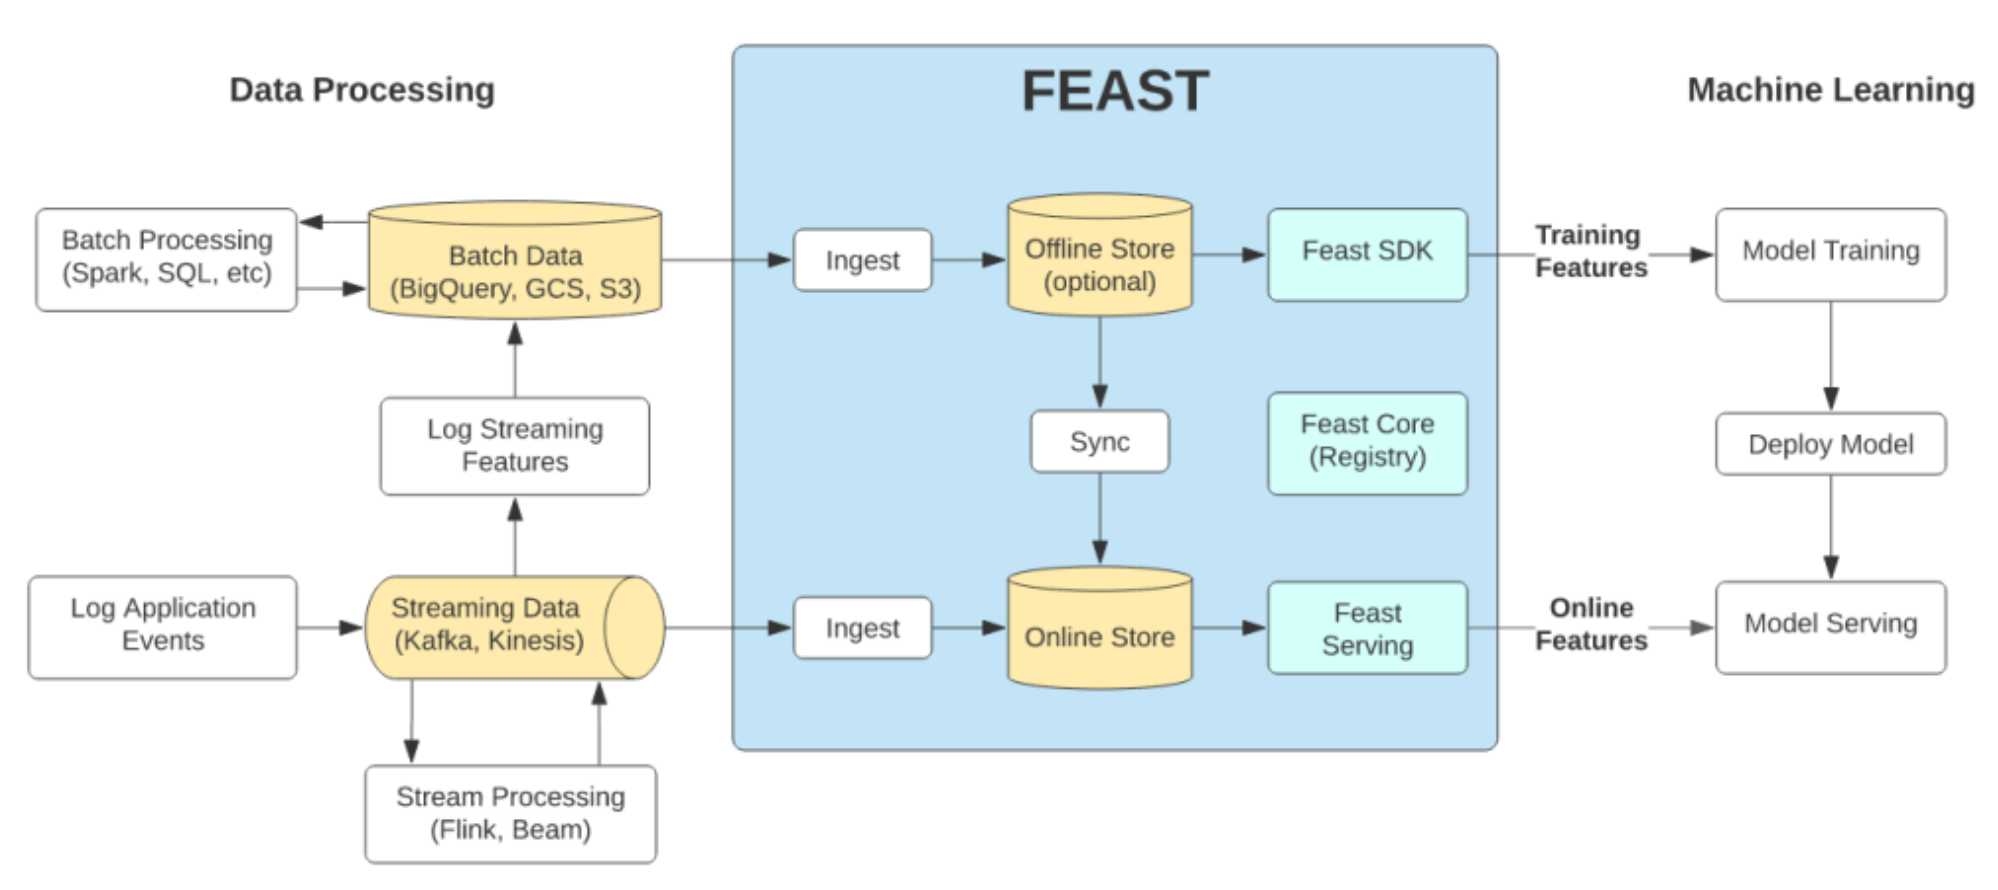 Data Processing
FEAST
Machine Learning
Batch Processing
(Spark, SQL, etc)
Batch Data
(BigQuery, GCS, S3)
Ingest
Offline Store
(optional)
Feast SDK
Training
Features
Model Training
Log Streaming
Features
Sync
Feast Core
(Registry)
Deploy Model
Log Application
Events
Streaming Data
(Kafka, Kinesis)
Ingest
Online Store
Feast
Serving
Online
Features
Model Serving
Stream Processing
(Flink, Beam)